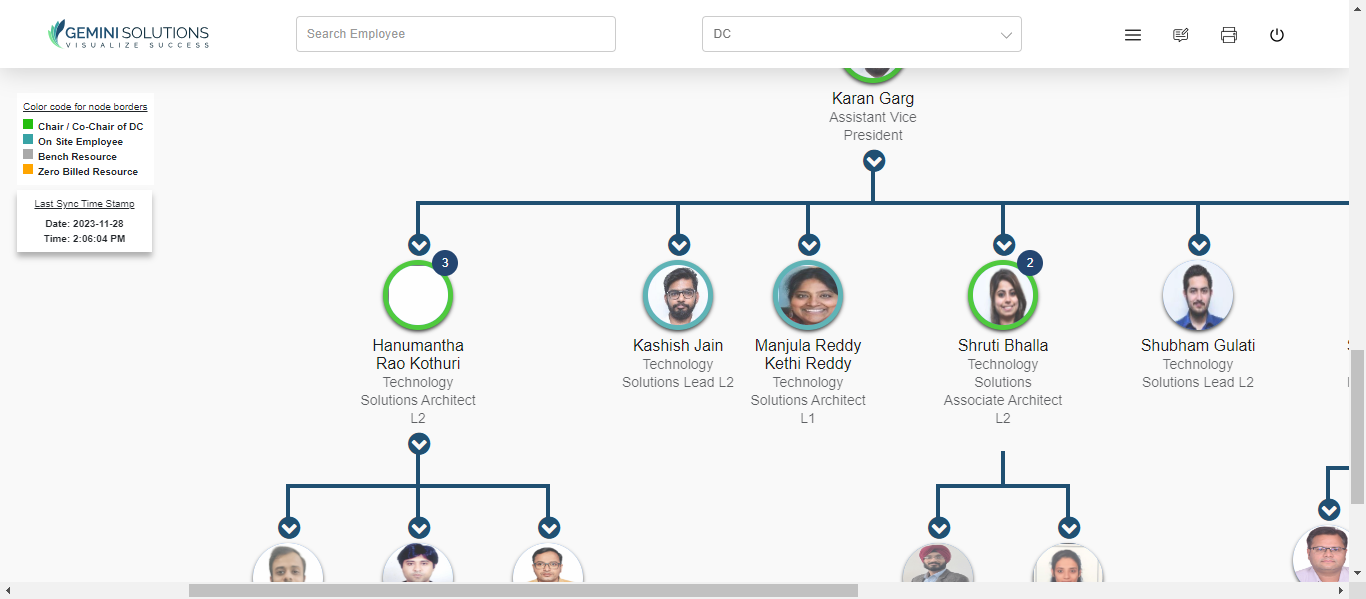 GEMINI SOLUTIONS
VISUALIZE SUCCESS
Search Employee
DC
Color code for node borders
Chair / Co-Chair of DC
On Site Employee
Bench Resource
Zero Billed Resource
Last Sync Time Stamp
Date: 2023-11-28
Time: 2:06:04 PM
Karan Garg
Assistant Vice
President
3
Hanumantha
Rao Kothuri
Technology
Solutions Architect
L2
Kashish Jain
Technology
Solutions Lead L2
Manjula Reddy
Kethi Reddy
Technology
Solutions Architect
L1
2
Shruti Bhalla
Technology
Solutions
Associate Architect
L2
Shubham Gulati
Technology
Solutions Lead L2